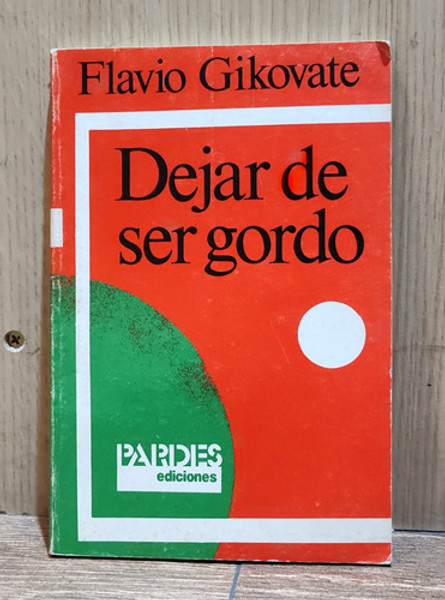 Flavio Gikovate
Dejar de
ser gordo
PARDES
ediciones